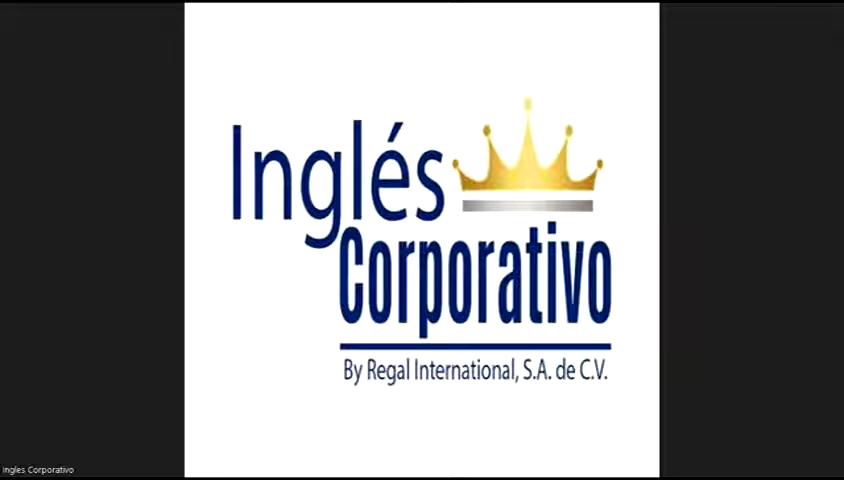 Inglés
Corporativo
By Regal International, S.A. de C.V.
Ingles Corporativo